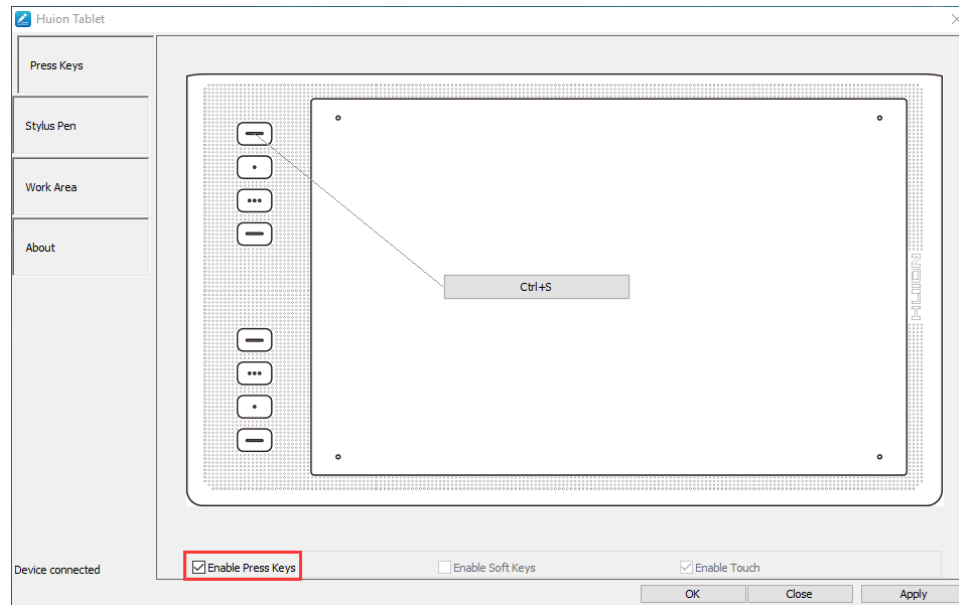 Huion Tablet
Press Keys
Stylus Pen
Work Area
About
Ctrl+S
HUION
Device connected
Enable Press Keys
Enable Soft Keys
Enable Touch
OK
Close
Apply